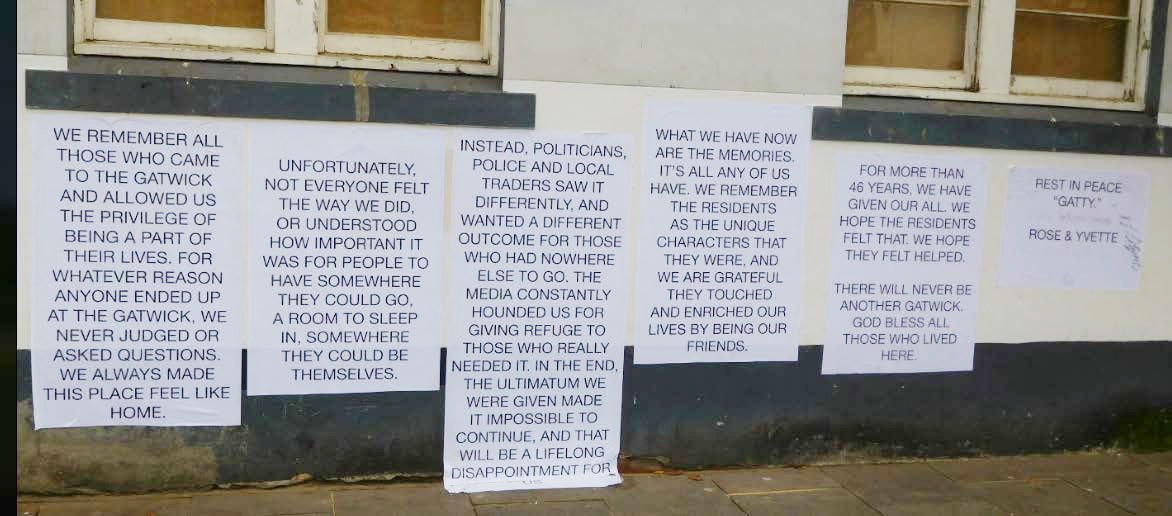 WE REMEMBER ALL
THOSE WHO CAME
TO THE GATWICK
AND ALLOWED US
THE PRIVILEGE OF
BEING A PART OF
THEIR LIVES. FOR
WHATEVER REASON
ANYONE ENDED UP
AT THE GATWICK, WE
NEVER JUDGED OR
ASKED QUESTIONS.
WE ALWAYS MADE
THIS PLACE FEEL LIKE
HOME.
UNFORTUNATELY,
NOT EVERYONE FELT
THE WAY WE DID,
OR UNDERSTOOD
HOW IMPORTANT IT
WAS FOR PEOPLE TO
HAVE SOMEWHERE
THEY COULD GO,
A ROOM TO SLEEP
IN, SOMEWHERE
THEY COULD BE
THEMSELVES.
INSTEAD, POLITICIANS,
POLICE AND LOCAL
TRADERS SAW IT
DIFFERENTLY, AND
WANTED A DIFFERENT
OUTCOME FOR THOSE
WHO HAD NOWHERE
ELSE TO GO. THE
MEDIA CONSTANTLY
HOUNDED US FOR
GIVING REFUGE TO
THOSE WHO REALLY
NEEDED IT. IN THE END,
THE ULTIMATUM WE
WERE GIVEN MADE
IT IMPOSSIBLE TO
CONTINUE, AND THAT
WILL BE A LIFELONG
DISAPPOINTMENT FOR
US
WHAT WE HAVE NOW
ARE THE MEMORIES.
IT'S ALL ANY OF US
HAVE. WE REMEMBER
THE RESIDENTS
AS THE UNIQUE
CHARACTERS THAT
THEY WERE, AND
WE ARE GRATEFUL
THEY TOUCHED
AND ENRICHED OUR
LIVES BY BEING OUR
FRIENDS.
FOR MORE THAN
46 YEARS, WE HAVE
GIVEN OUR ALL. WE
HOPE THE RESIDENTS
FELT THAT. WE HOPE
THEY FELT HELPED.
THERE WILL NEVER BE
ANOTHER GATWICK.
GOD BLESS ALL
THOSE WHO LIVED
HERE.
REST IN PEACE
"GATTY."
ROSE & YVETTE